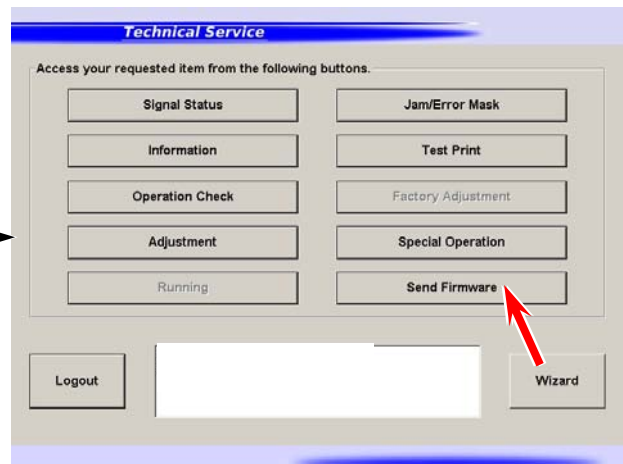 Technical Service
Access your requested item from the following buttons.
Signal Status
Jam/Error Mask
Information
Test Print
Operation Check
Factory Adjustment
Adjustment
Special Operation
Running
Send Firmware
Logout
Wizard